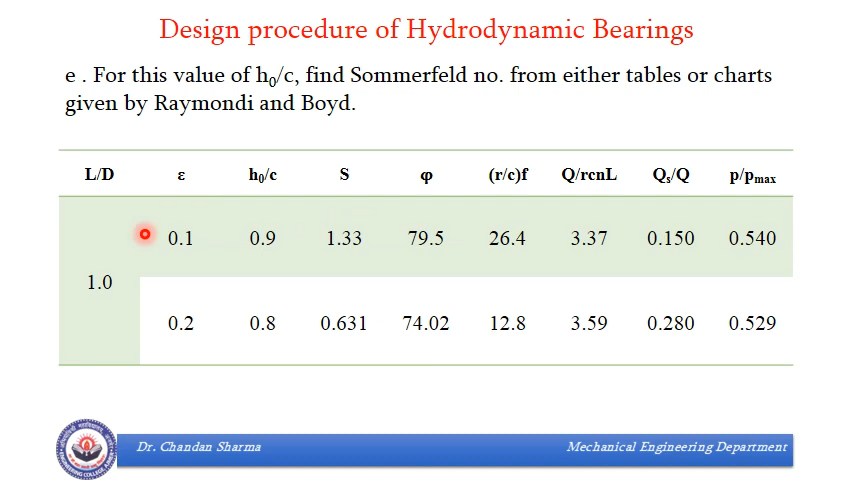 Design procedure of Hydrodynamic Bearings
e . For this value of h₀/c, find Sommerfeld no. from either tables or charts
given by Raymondi and Boyd.
L/D ε h₀/c S φ (r/c)f Q/rcnL Qₛ/Q p/pₘₐₓ
0.1 0.9 1.33 79.5 26.4 3.37 0.150 0.540
1.0
0.2 0.8 0.631 74.02 12.8 3.59 0.280 0.529
Dr. Chandan Sharma Mechanical Engineering Department